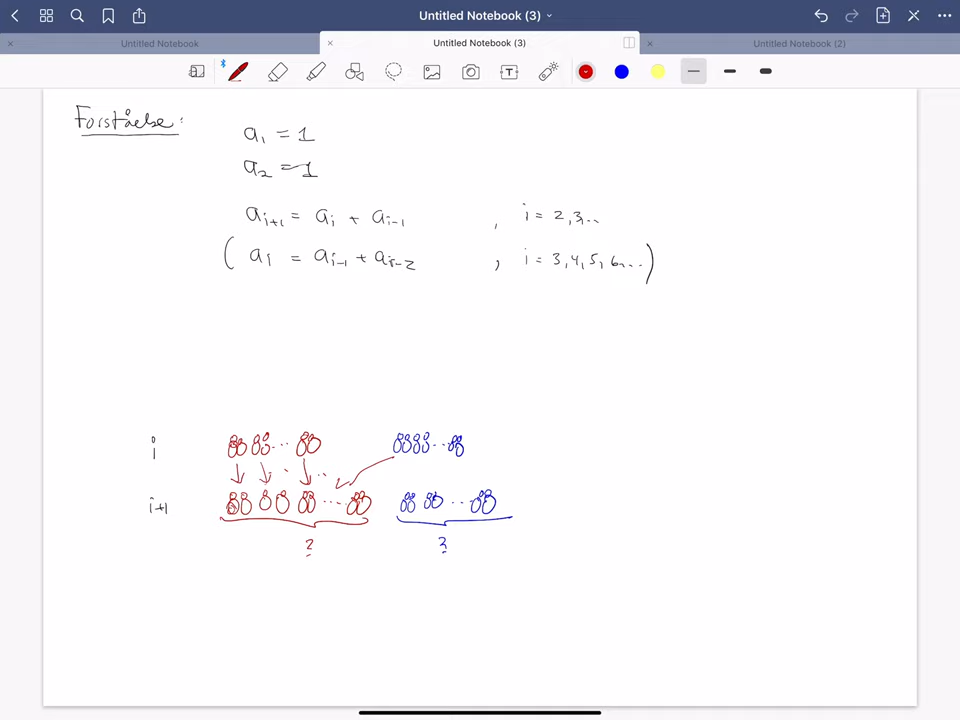 Untitled Notebook (3)
Untitled Notebook
Untitled Notebook (3)
Untitled Notebook (2)
T
Forståelse:
a₁ = 1
a₂ = 1
aᵢ₊₁ = aᵢ + aᵢ₋₁ , i = 2,3...
( aᵢ = aᵢ₋₁ + aᵢ₋₂ , i = 3,4,5,6,... )
i ... ...
i+1 ... ...
? ?